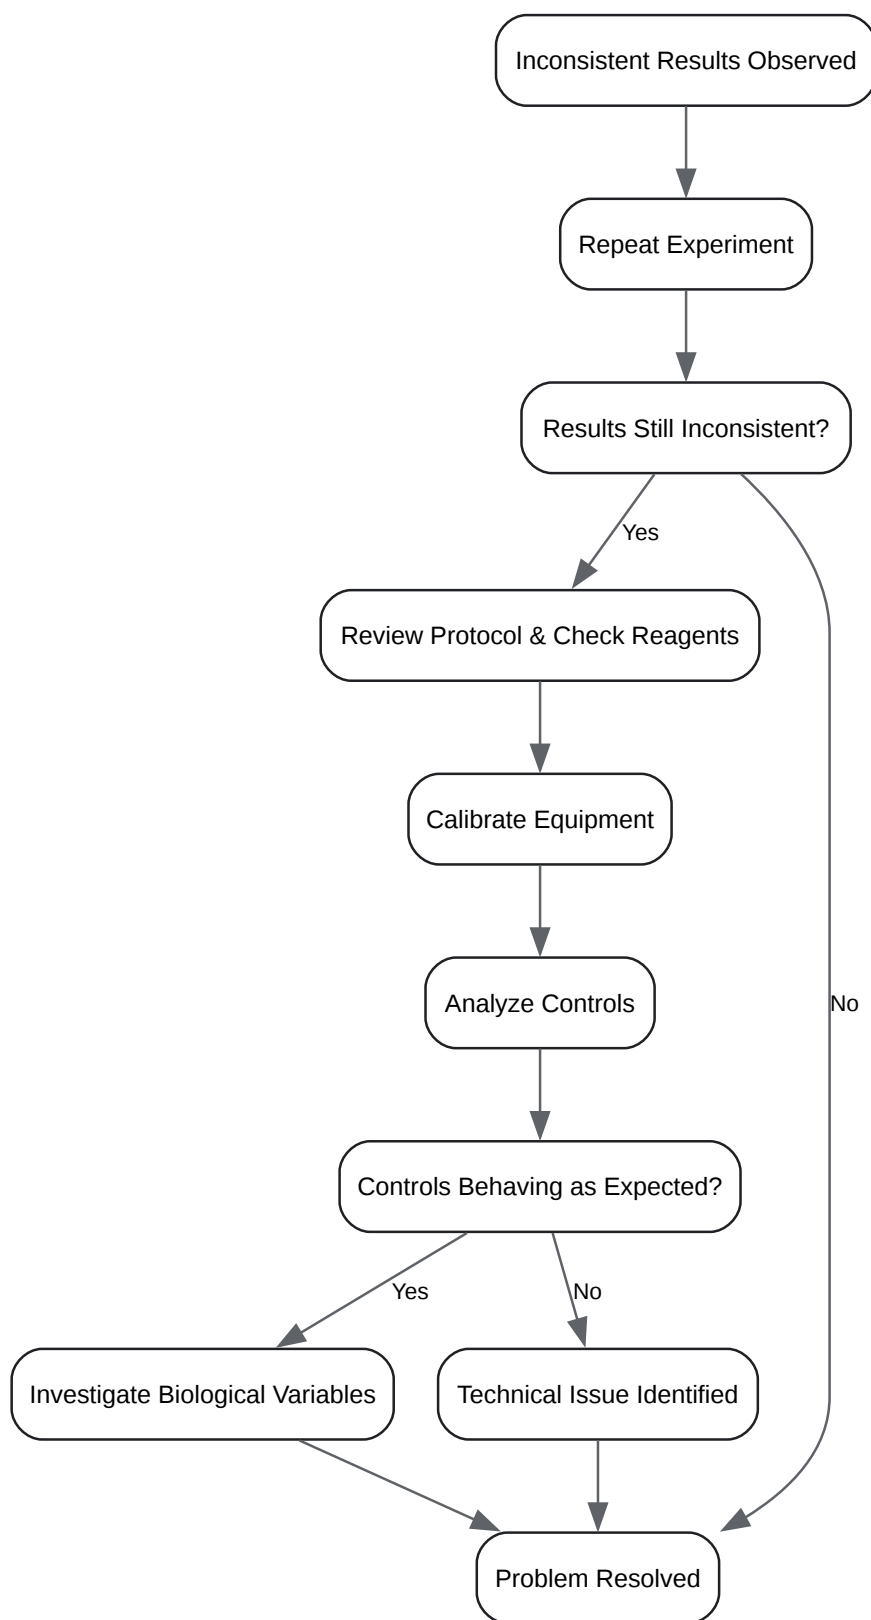 Inconsistent Results Observed
Repeat Experiment
Results Still Inconsistent?
Yes
Review Protocol & Check Reagents
Calibrate Equipment
Analyze Controls
No
Controls Behaving as Expected?
Yes
No
Investigate Biological Variables
Technical Issue Identified
Problem Resolved